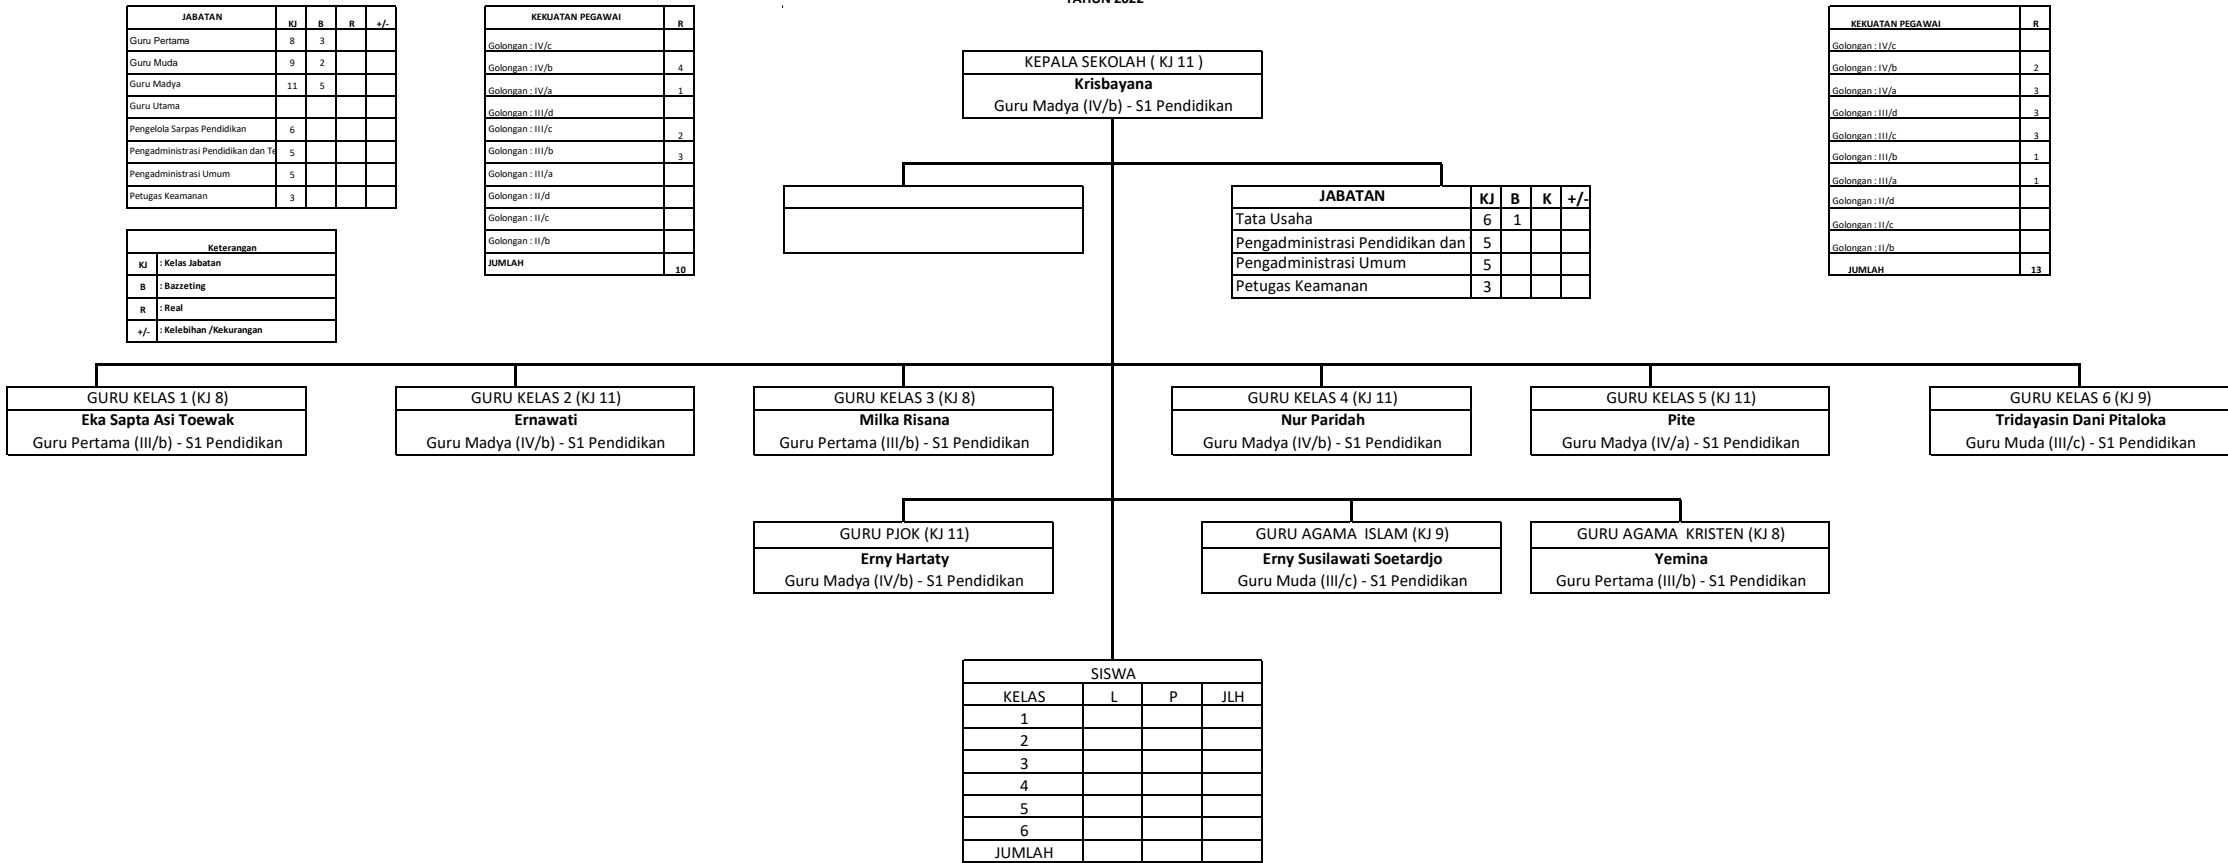 TAHUN 2022
JABATAN KJ B R +/-
Guru Pertama 8 3
Guru Muda 9 2
Guru Madya 11 5
Guru Utama
Pengelola Sarpas Pendidikan 6
Pengadministrasi Pendidikan dan Te 5
Pengadministrasi Umum 5
Petugas Keamanan 3
Keterangan
KJ : Kelas Jabatan
B : Bazzeting
R : Real
+/- : Kelebihan /Kekurangan
KEKUATAN PEGAWAI R
Golongan : IV/c
Golongan : IV/b 4
Golongan : IV/a 1
Golongan : III/d
Golongan : III/c 2
Golongan : III/b 3
Golongan : III/a
Golongan : II/d
Golongan : II/c
Golongan : II/b
JUMLAH 10
KEPALA SEKOLAH ( KJ 11 )
Krisbayana
Guru Madya (IV/b) - S1 Pendidikan
JABATAN KJ B K +/-
Tata Usaha 6 1
Pengadministrasi Pendidikan dan 5
Pengadministrasi Umum 5
Petugas Keamanan 3
KEKUATAN PEGAWAI R
Golongan : IV/c
Golongan : IV/b 2
Golongan : IV/a 3
Golongan : III/d 3
Golongan : III/c 3
Golongan : III/b 1
Golongan : III/a 1
Golongan : II/d
Golongan : II/c
Golongan : II/b
JUMLAH 13
GURU KELAS 1 (KJ 8)
Eka Sapta Asi Toewak
Guru Pertama (III/b) - S1 Pendidikan
GURU KELAS 2 (KJ 11)
Ernawati
Guru Madya (IV/b) - S1 Pendidikan
GURU KELAS 3 (KJ 8)
Milka Risana
Guru Pertama (III/b) - S1 Pendidikan
GURU KELAS 4 (KJ 11)
Nur Paridah
Guru Madya (IV/b) - S1 Pendidikan
GURU KELAS 5 (KJ 11)
Pite
Guru Madya (IV/a) - S1 Pendidikan
GURU KELAS 6 (KJ 9)
Tridayasin Dani Pitaloka
Guru Muda (III/c) - S1 Pendidikan
GURU PJOK (KJ 11)
Erny Hartaty
Guru Madya (IV/b) - S1 Pendidikan
GURU AGAMA ISLAM (KJ 9)
Erny Susilawati Soetardjo
Guru Muda (III/c) - S1 Pendidikan
GURU AGAMA KRISTEN (KJ 8)
Yemina
Guru Pertama (III/b) - S1 Pendidikan
SISWA
KELAS L P JLH
1
2
3
4
5
6
JUMLAH